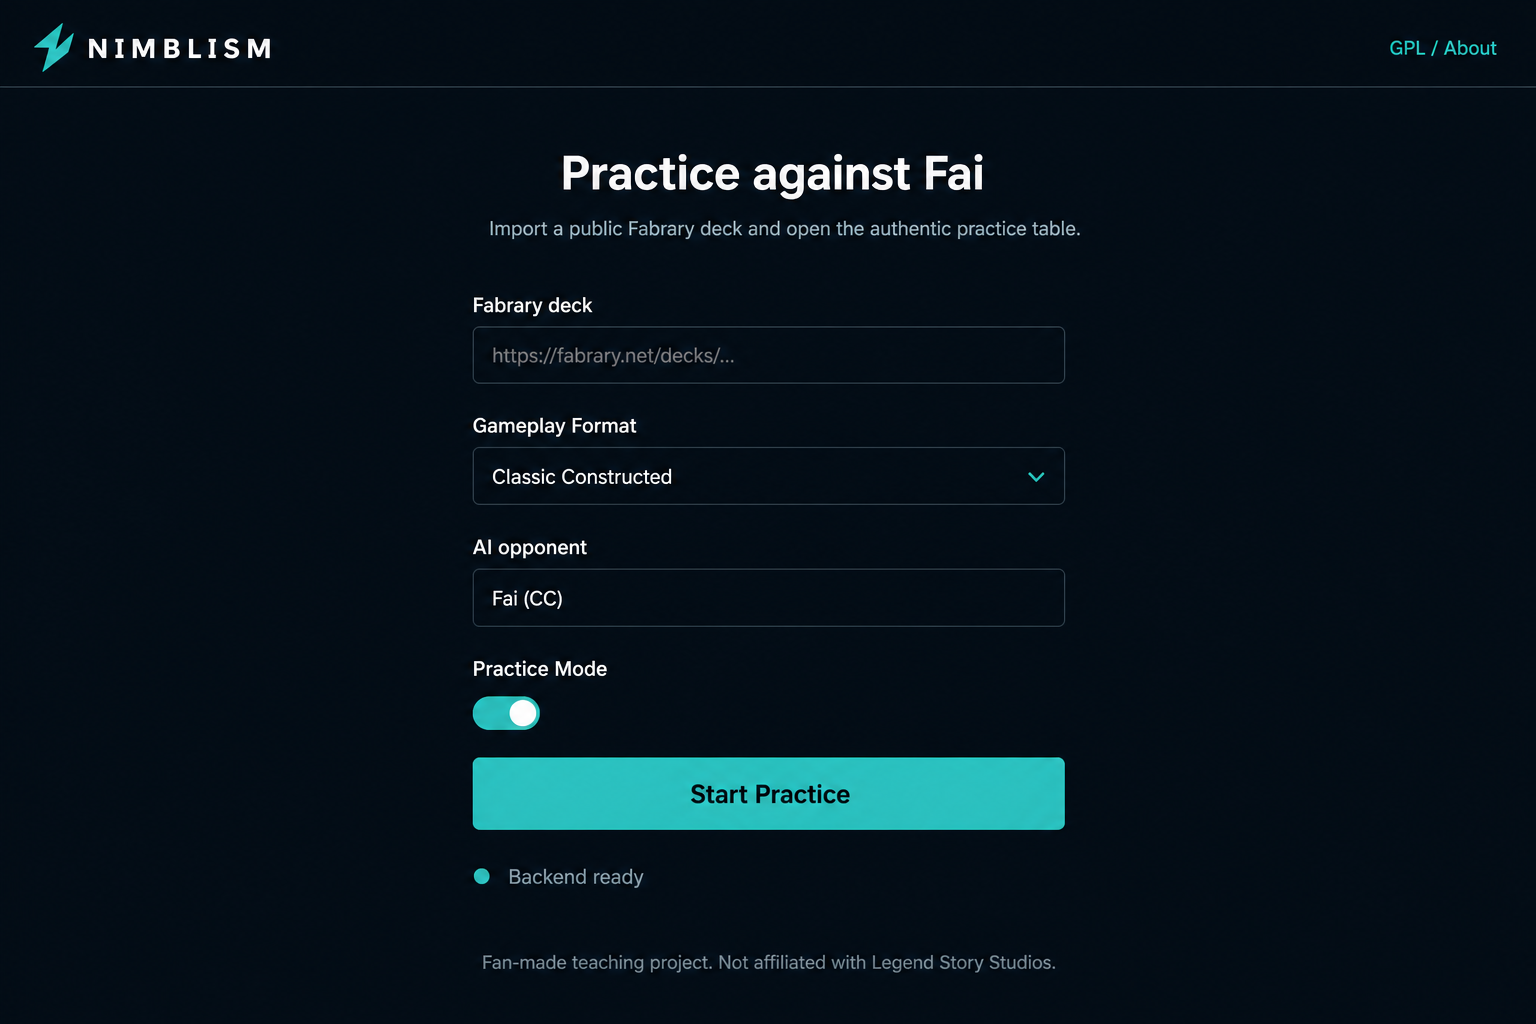 NIMBLISM
GPL / About
Practice against Fai
Import a public Fabrary deck and open the authentic practice table.
Fabrary deck
https://fabrary.net/decks/...
Gameplay Format
Classic Constructed
AI opponent
Fai (CC)
Practice Mode
Start Practice
Backend ready
Fan-made teaching project. Not affiliated with Legend Story Studios.